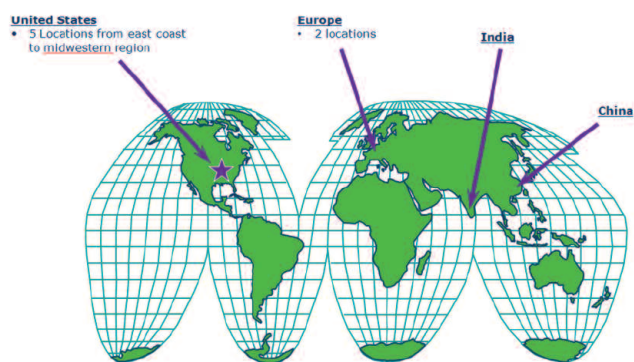 United States
• 5 Locations from east coast
to midwestern region
Europe
• 2 locations
India
China